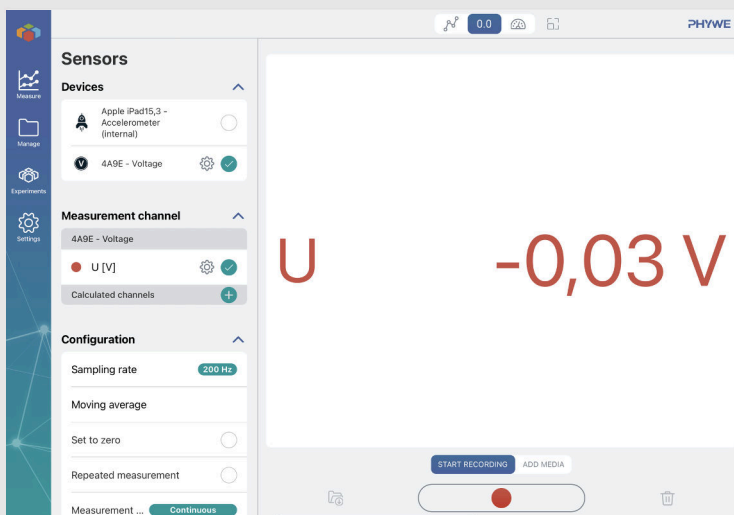 0.0
PHYWE
Measure
Manage
Experiments
Settings
Sensors
Devices
Apple iPad15,3 -
Accelerometer
(internal)
V
4A9E - Voltage
Measurement channel
4A9E - Voltage
U [V]
Calculated channels
Configuration
Sampling rate
200 Hz
Moving average
Set to zero
Repeated measurement
Measurement ...
Continuous
U
-0,03 V
START RECORDING
ADD MEDIA